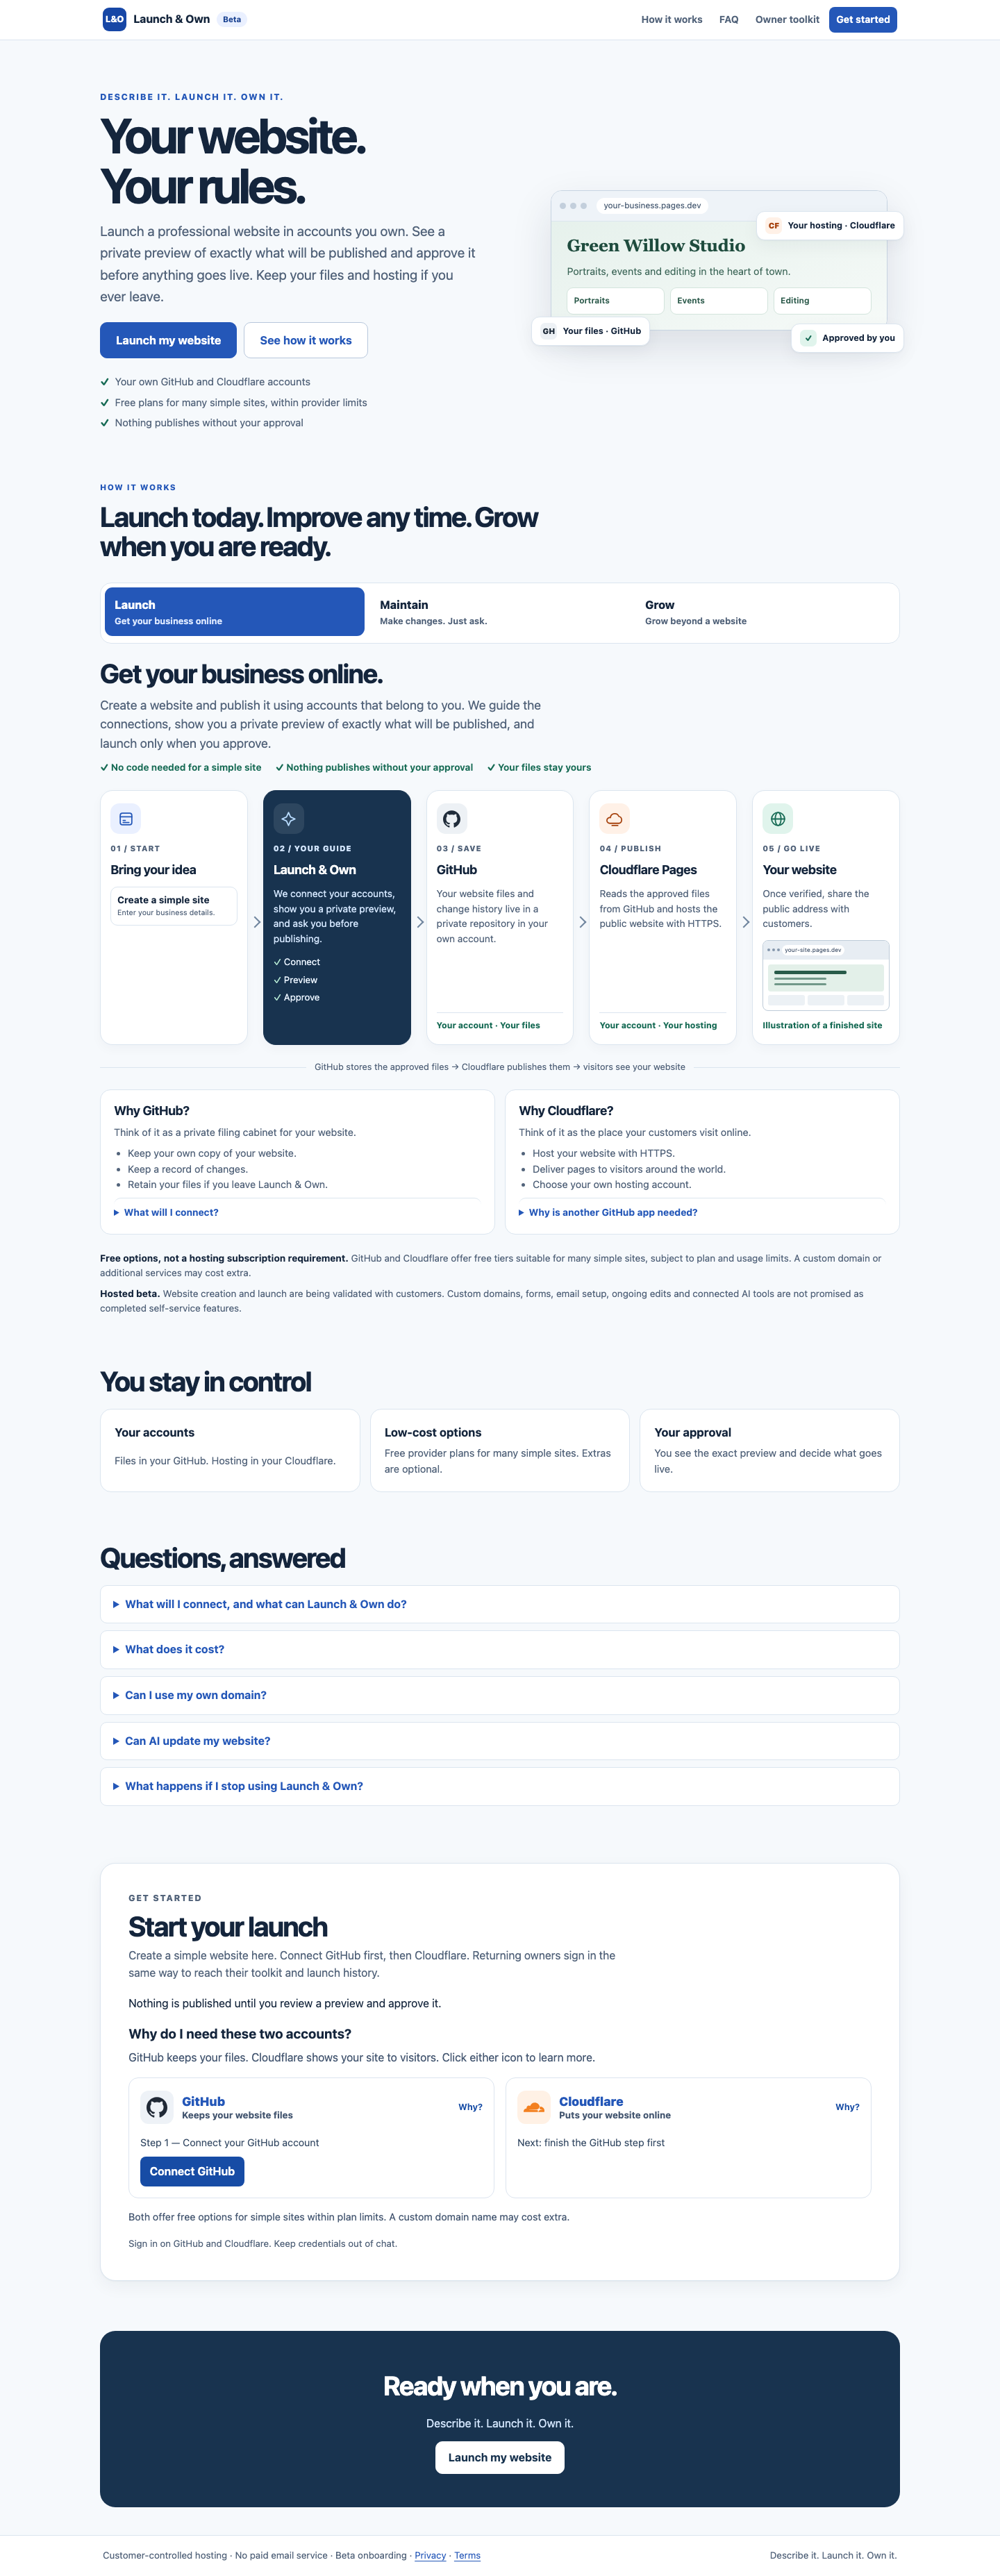 L&O Launch & Own Beta How it works FAQ Owner toolkit Get started
DESCRIBE IT. LAUNCH IT. OWN IT.
Your website.
Your rules.
Launch a professional website in accounts you own. See a
private preview of exactly what will be published and approve it
before anything goes live. Keep your files and hosting if you
ever leave.
Launch my website See how it works
✓ Your own GitHub and Cloudflare accounts
✓ Free plans for many simple sites, within provider limits
✓ Nothing publishes without your approval
your-business.pages.dev
CF Your hosting · Cloudflare
Green Willow Studio
Portraits, events and editing in the heart of town.
Portraits Events Editing
GH Your files · GitHub
✓ Approved by you
HOW IT WORKS
Launch today. Improve any time. Grow
when you are ready.
Launch
Get your business online
Maintain
Make changes. Just ask.
Grow
Grow beyond a website
Get your business online.
Create a website and publish it using accounts that belong to you. We guide the
connections, show you a private preview of exactly what will be published, and
launch only when you approve.
✓ No code needed for a simple site ✓ Nothing publishes without your approval ✓ Your files stay yours
01 / START
Bring your idea
Create a simple site
Enter your business details.
02 / YOUR GUIDE
Launch & Own
We connect your accounts,
show you a private preview,
and ask you before
publishing.
✓ Connect
✓ Preview
✓ Approve
03 / SAVE
GitHub
Your website files and
change history live in a
private repository in your
own account.
Your account · Your files
04 / PUBLISH
Cloudflare Pages
Reads the approved files
from GitHub and hosts the
public website with HTTPS.
Your account · Your hosting
05 / GO LIVE
Your website
Once verified, share the
public address with
customers.
your-site.pages.dev
Illustration of a finished site
GitHub stores the approved files → Cloudflare publishes them → visitors see your website
Why GitHub?
Think of it as a private filing cabinet for your website.
• Keep your own copy of your website.
• Keep a record of changes.
• Retain your files if you leave Launch & Own.
▶ What will I connect?
Why Cloudflare?
Think of it as the place your customers visit online.
• Host your website with HTTPS.
• Deliver pages to visitors around the world.
• Choose your own hosting account.
▶ Why is another GitHub app needed?
Free options, not a hosting subscription requirement. GitHub and Cloudflare offer free tiers suitable for many simple sites, subject to plan and usage limits. A custom domain or
additional services may cost extra.
Hosted beta. Website creation and launch are being validated with customers. Custom domains, forms, email setup, ongoing edits and connected AI tools are not promised as
completed self-service features.
You stay in control
Your accounts
Files in your GitHub. Hosting in your Cloudflare.
Low-cost options
Free provider plans for many simple sites. Extras
are optional.
Your approval
You see the exact preview and decide what goes
live.
Questions, answered
▶ What will I connect, and what can Launch & Own do?
▶ What does it cost?
▶ Can I use my own domain?
▶ Can AI update my website?
▶ What happens if I stop using Launch & Own?
GET STARTED
Start your launch
Create a simple website here. Connect GitHub first, then Cloudflare. Returning owners sign in the
same way to reach their toolkit and launch history.
Nothing is published until you review a preview and approve it.
Why do I need these two accounts?
GitHub keeps your files. Cloudflare shows your site to visitors. Click either icon to learn more.
GitHub
Keeps your website files
Why?
Step 1 — Connect your GitHub account
Connect GitHub
Cloudflare
Puts your website online
Why?
Next: finish the GitHub step first
Both offer free options for simple sites within plan limits. A custom domain name may cost extra.
Sign in on GitHub and Cloudflare. Keep credentials out of chat.
Ready when you are.
Describe it. Launch it. Own it.
Launch my website
Customer-controlled hosting · No paid email service · Beta onboarding · Privacy · Terms
Describe it. Launch it. Own it.